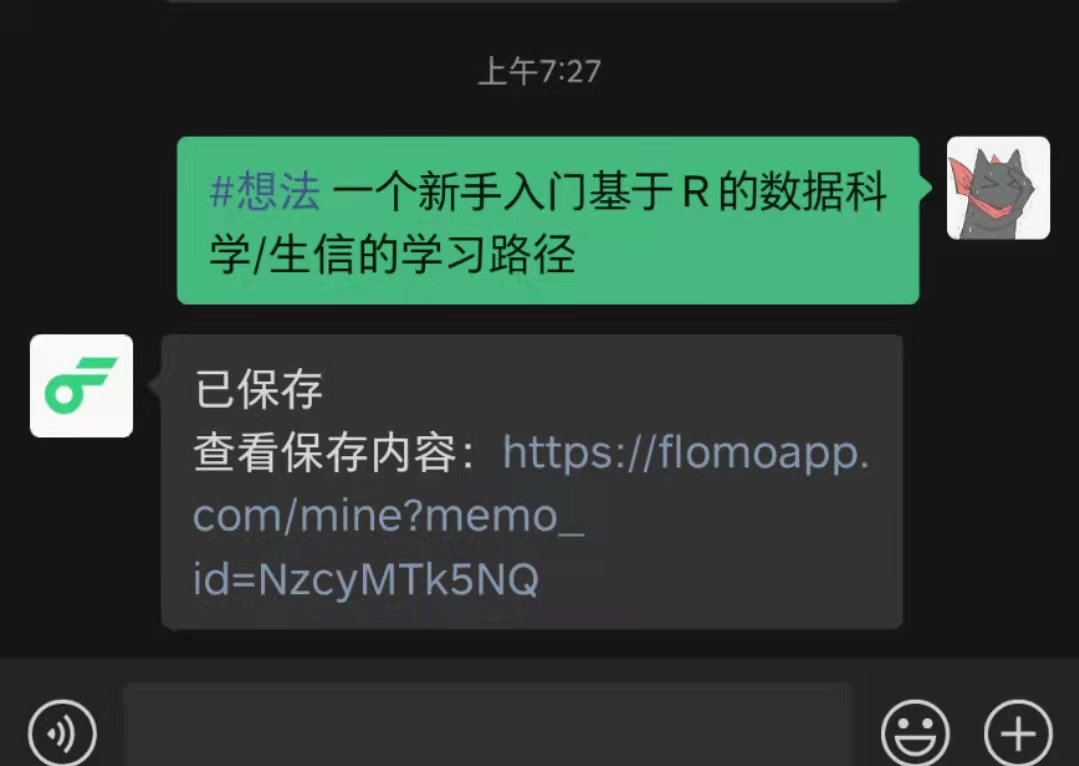 上午7:27
#想法 一个新手入门基于 R 的数据科
学/生信的学习路径
已保存
查看保存内容：https://flomoapp.
com/mine?memo_
id=NzcyMTk5NQ